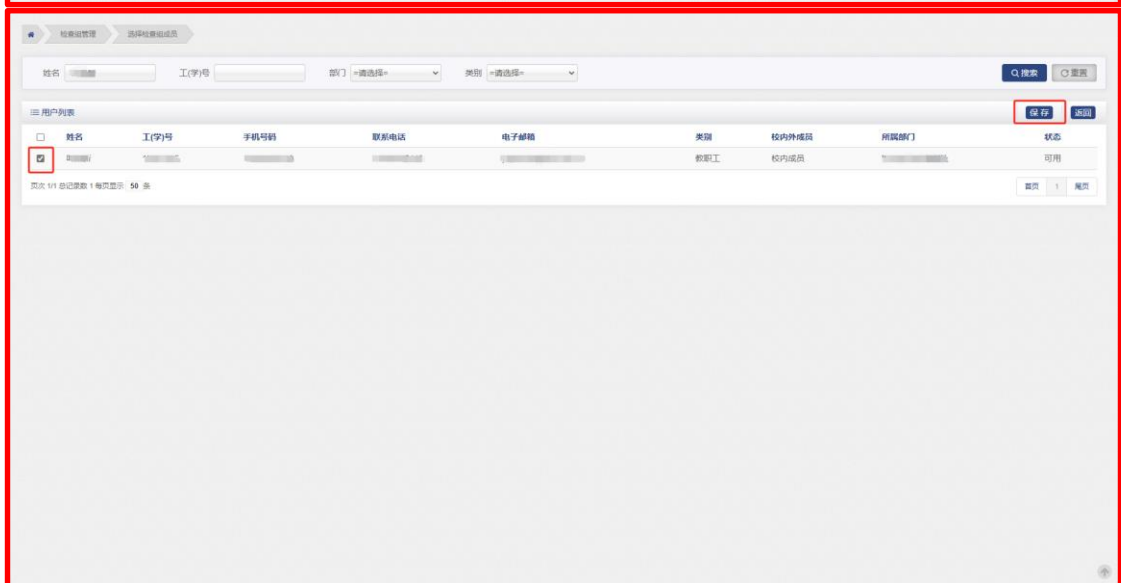 检查组管理 选择检查组成员
姓名 工(学)号 部门 =请选择= 类别 =请选择= 搜索 重置
用户列表 保存 返回
姓名 工(学)号 手机号码 联系电话 电子邮箱 类别 校内外成员 所属部门 状态
教职工 校内成员 可用
页次 1/1 总记录数 1 每页显示 50 条 首页 1 尾页